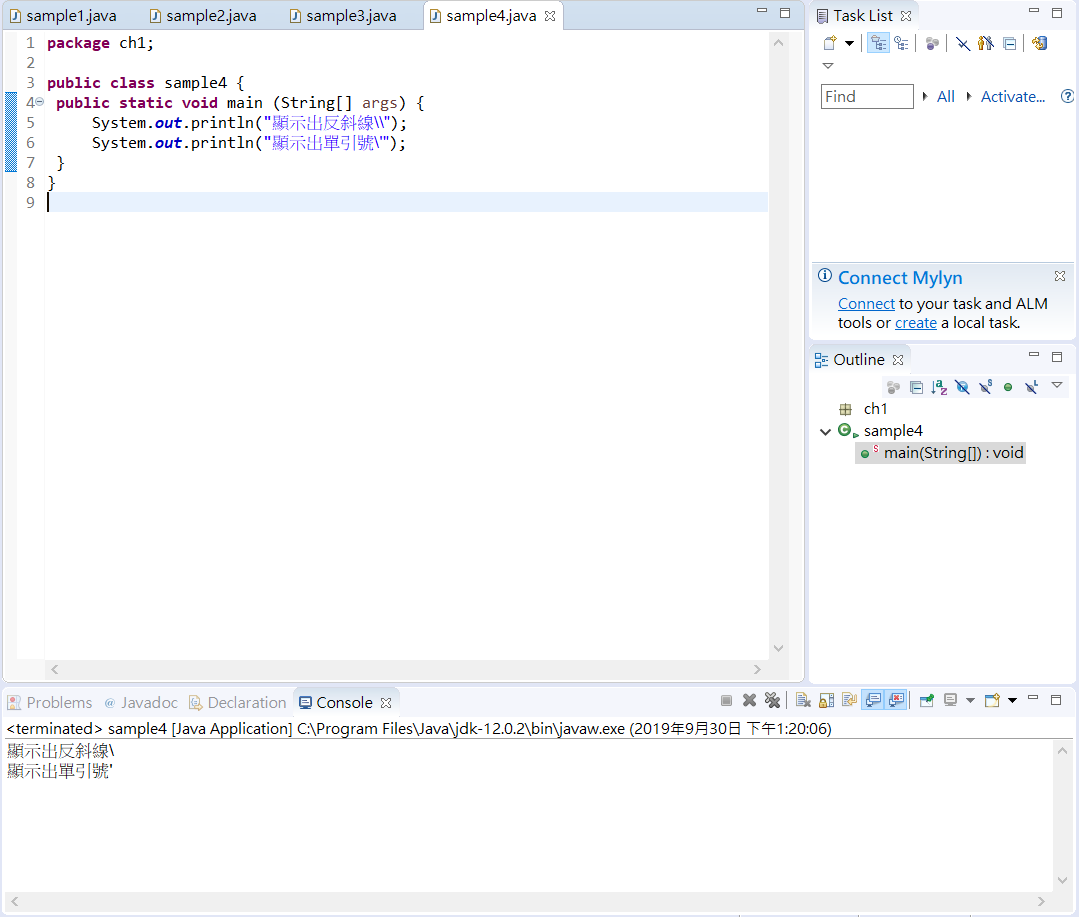 sample1.java sample2.java sample3.java sample4.java
1 package ch1;
2
3 public class sample4 {
4 public static void main (String[] args) {
5 System.out.println("顯示出反斜線\\");
6 System.out.println("顯示出單引號\'");
7 }
8 }
9
Task List
Find All Activate...
Connect Mylyn
Connect to your task and ALM
tools or create a local task.
Outline
ch1
sample4
main(String[]) : void
Problems Javadoc Declaration Console
<terminated> sample4 [Java Application] C:\Program Files\Java\jdk-12.0.2\bin\javaw.exe (2019年9月30日 下午1:20:06)
顯示出反斜線\
顯示出單引號'